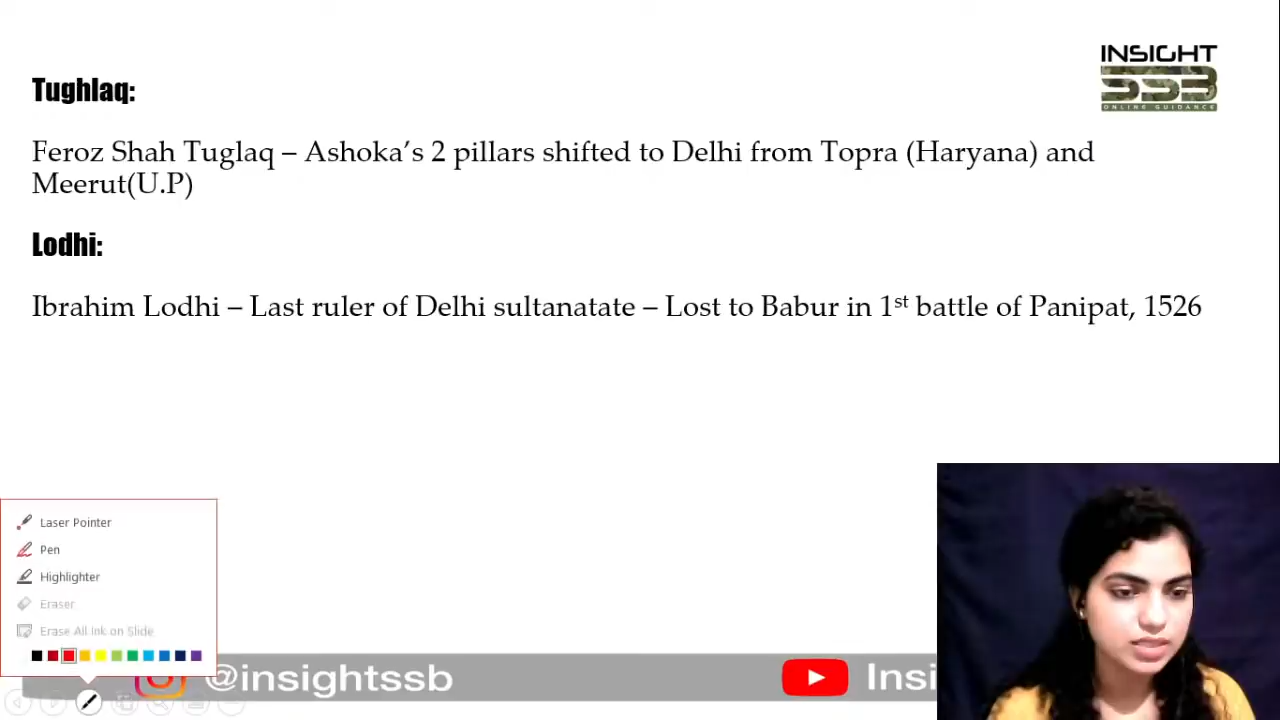 INSIGHT
SSB
ONLINE GUIDANCE
Tughlaq:
Feroz Shah Tuglaq – Ashoka’s 2 pillars shifted to Delhi from Topra (Haryana) and
Meerut(U.P)
Lodhi:
Ibrahim Lodhi – Last ruler of Delhi sultanatate – Lost to Babur in 1st battle of Panipat, 1526
Laser Pointer
Pen
Highlighter
Eraser
Erase All Ink on Slide
@insightssb
Insi